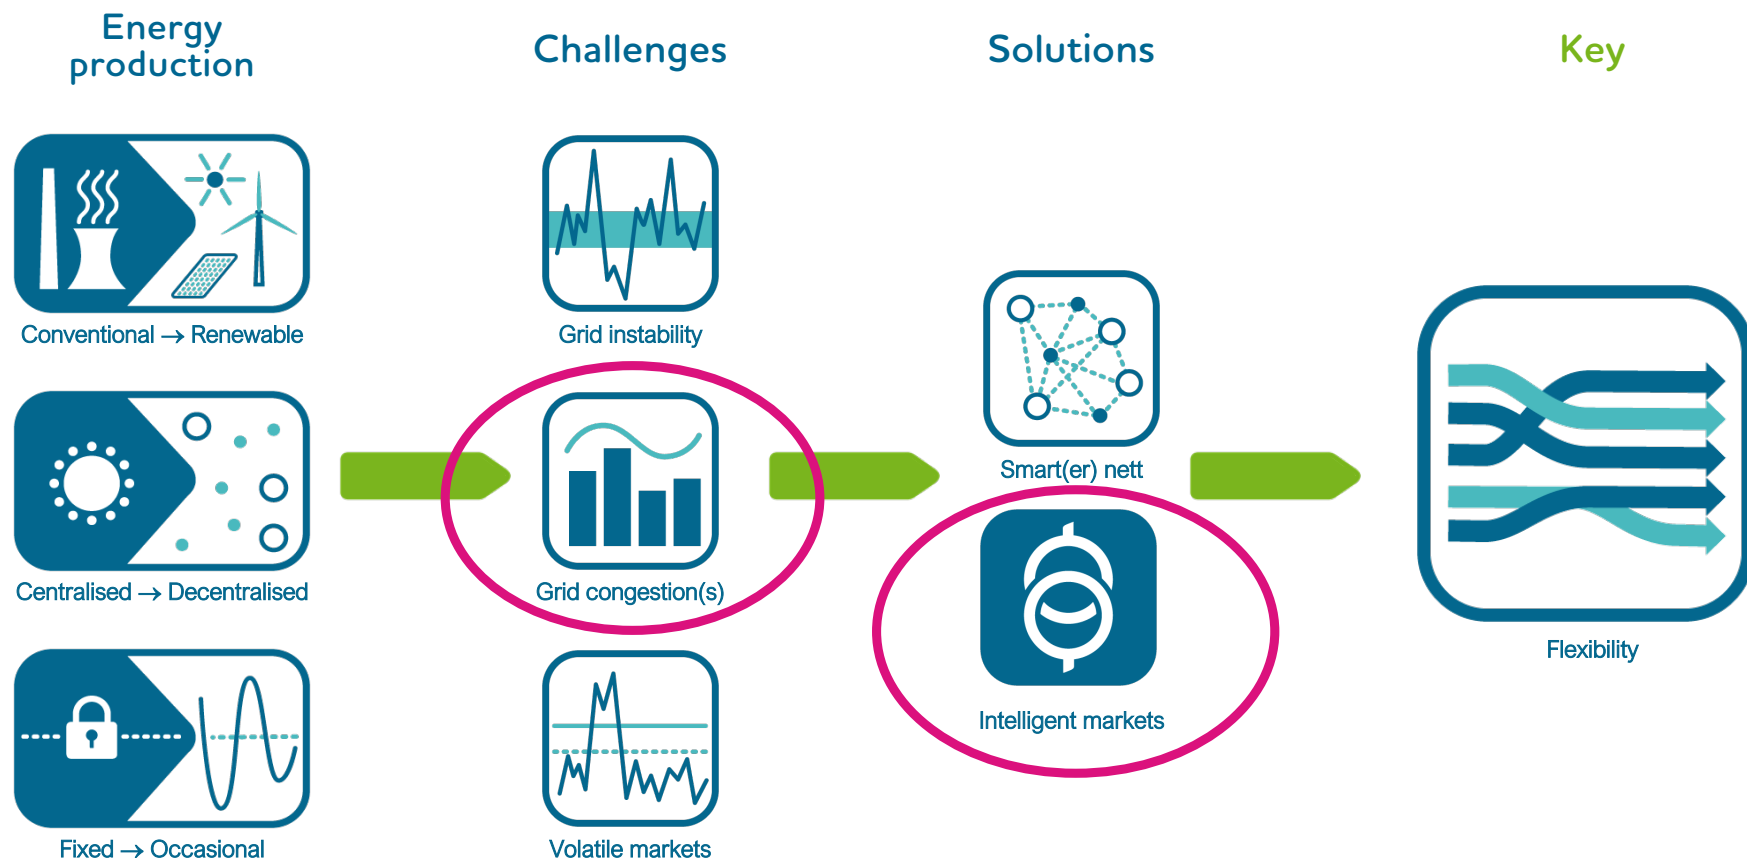 Energy
production
Challenges
Solutions
Key
Conventional → Renewable
Grid instability
Centralised → Decentralised
Grid congestion(s)
Smart(er) nett
Intelligent markets
Flexibility
Fixed → Occasional
Volatile markets